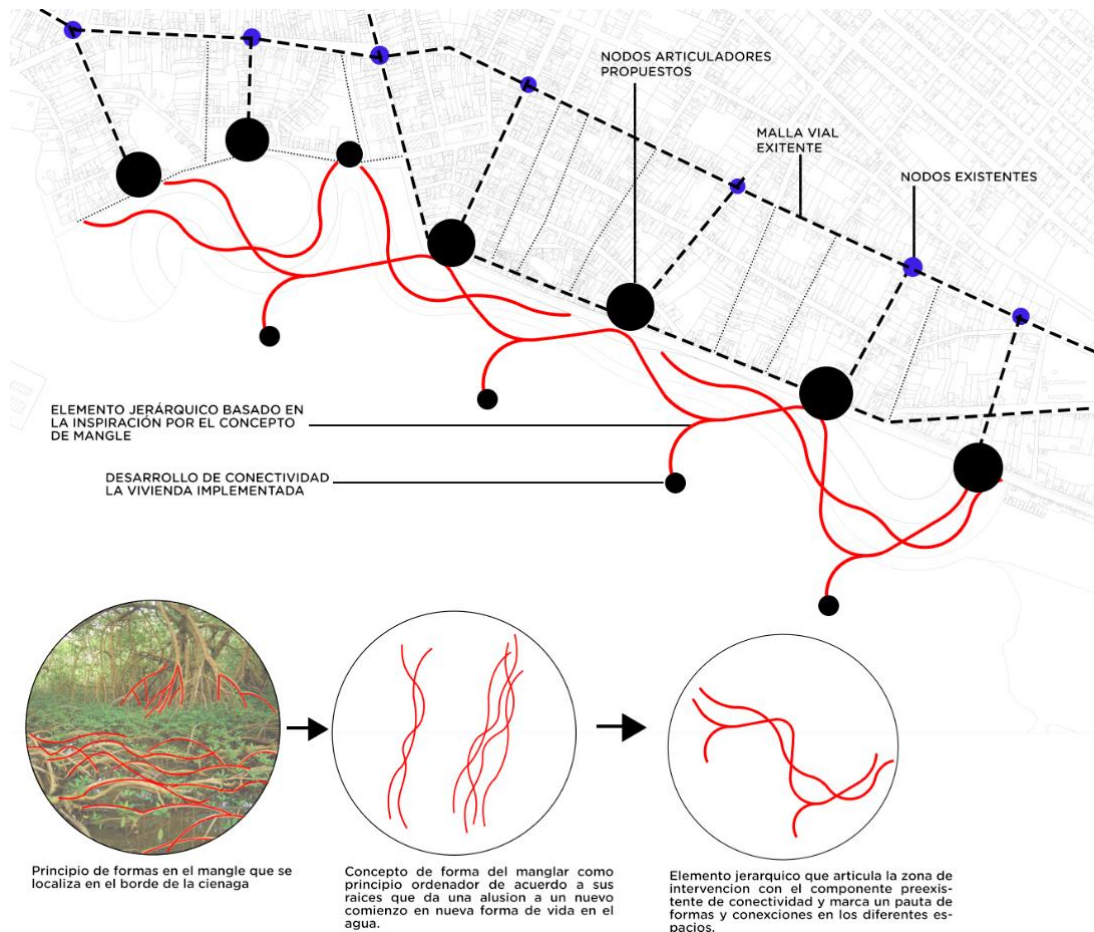 NODOS ARTICULADORES
PROPUESTOS
MALLA VIAL
EXITENTE
NODOS EXISTENTES
ELEMENTO JERÁRQUICO BASADO EN
LA INSPIRACIÓN POR EL CONCEPTO
DE MANGLE
DESARROLLO DE CONECTIVIDAD
LA VIVIENDA IMPLEMENTADA
Principio de formas en el mangle que se
localiza en el borde de la cienaga
Concepto de forma del manglar como
principio ordenador de acuerdo a sus
raices que da una alusion a un nuevo
comienzo en nueva forma de vida en el
agua.
Elemento jerarquico que articula la zona de
intervencion con el componente preexis-
tente de conectividad y marca un pauta de
formas y conexciones en los diferentes es-
pacios.